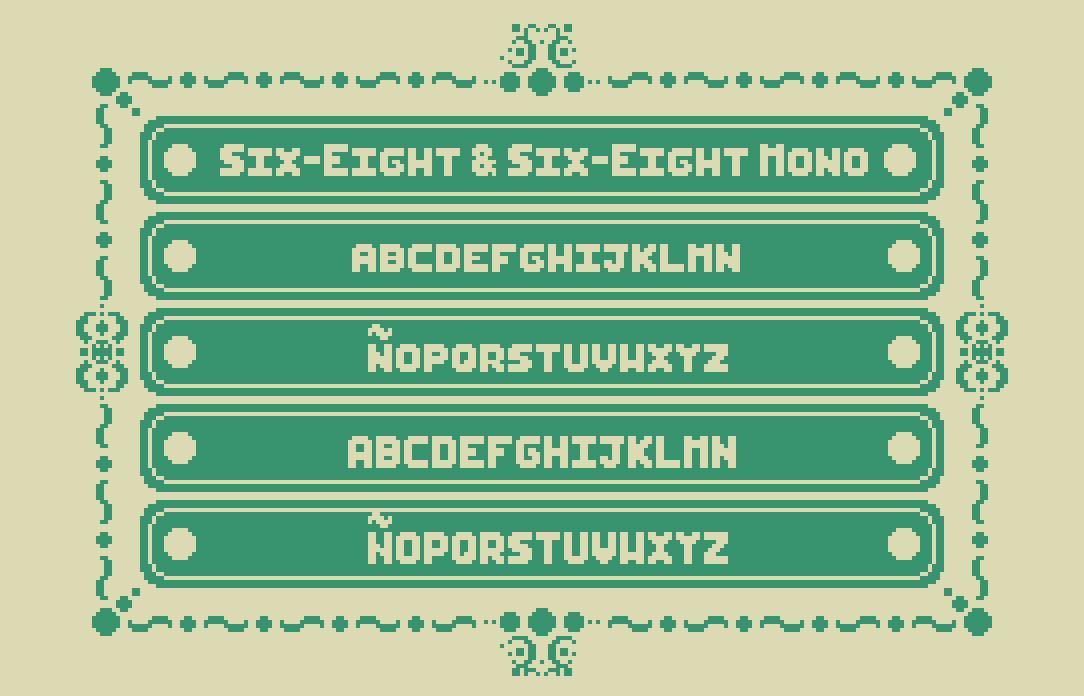 Six-Eight & Six-Eight Mono
ABCDEFGHIJKLMN
ÑOPQRSTUVWXYZ
ABCDEFGHIJKLMN
ÑOPQRSTUVWXYZ